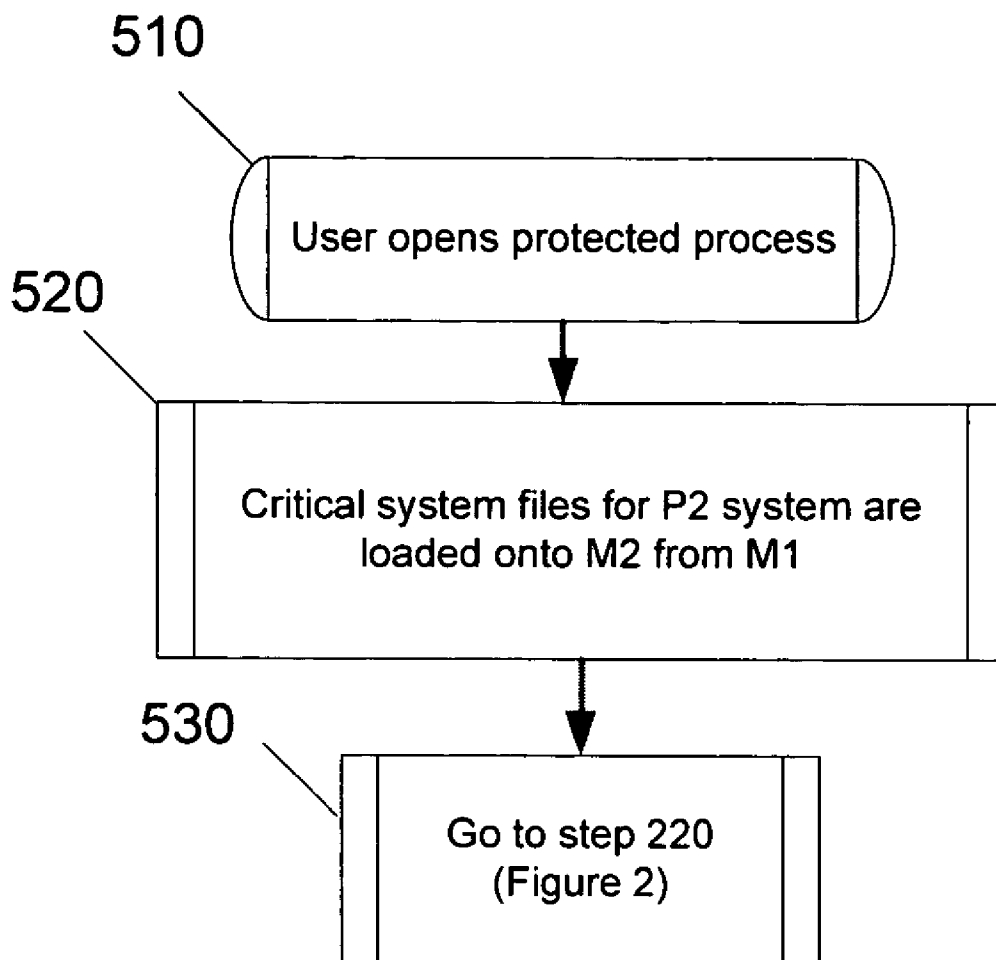 510
User opens protected process
520
Critical system files for P2 system are
loaded onto M2 from M1
530
Go to step 220
(Figure 2)